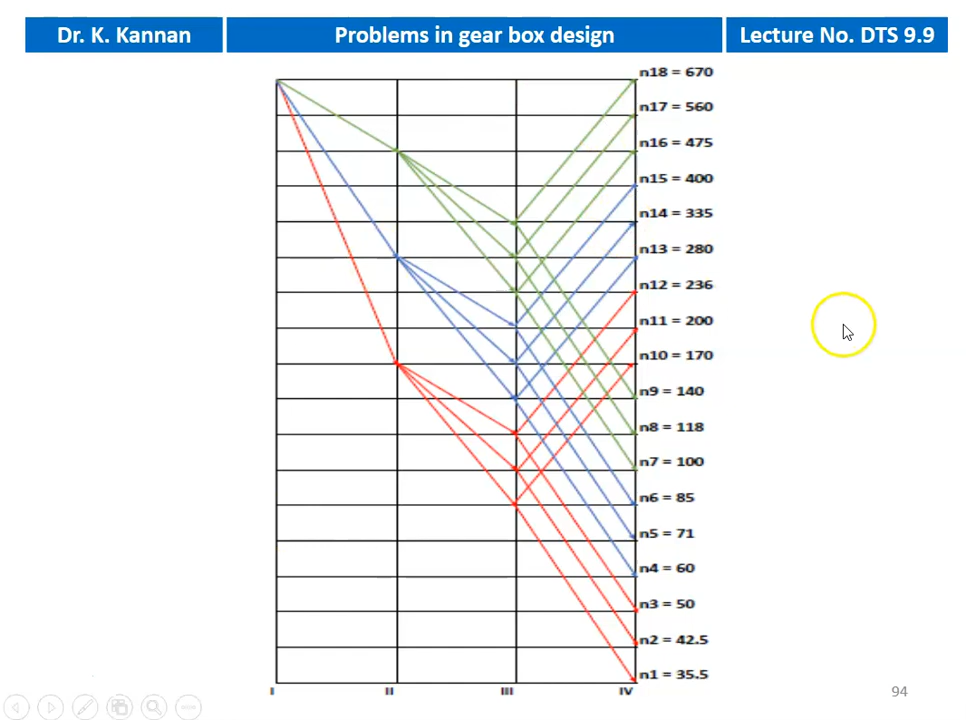 Dr. K. Kannan
Problems in gear box design
Lecture No. DTS 9.9
n18 = 670
n17 = 560
n16 = 475
n15 = 400
n14 = 335
n13 = 280
n12 = 236
n11 = 200
n10 = 170
n9 = 140
n8 = 118
n7 = 100
n6 = 85
n5 = 71
n4 = 60
n3 = 50
n2 = 42.5
n1 = 35.5
I II III IV
94